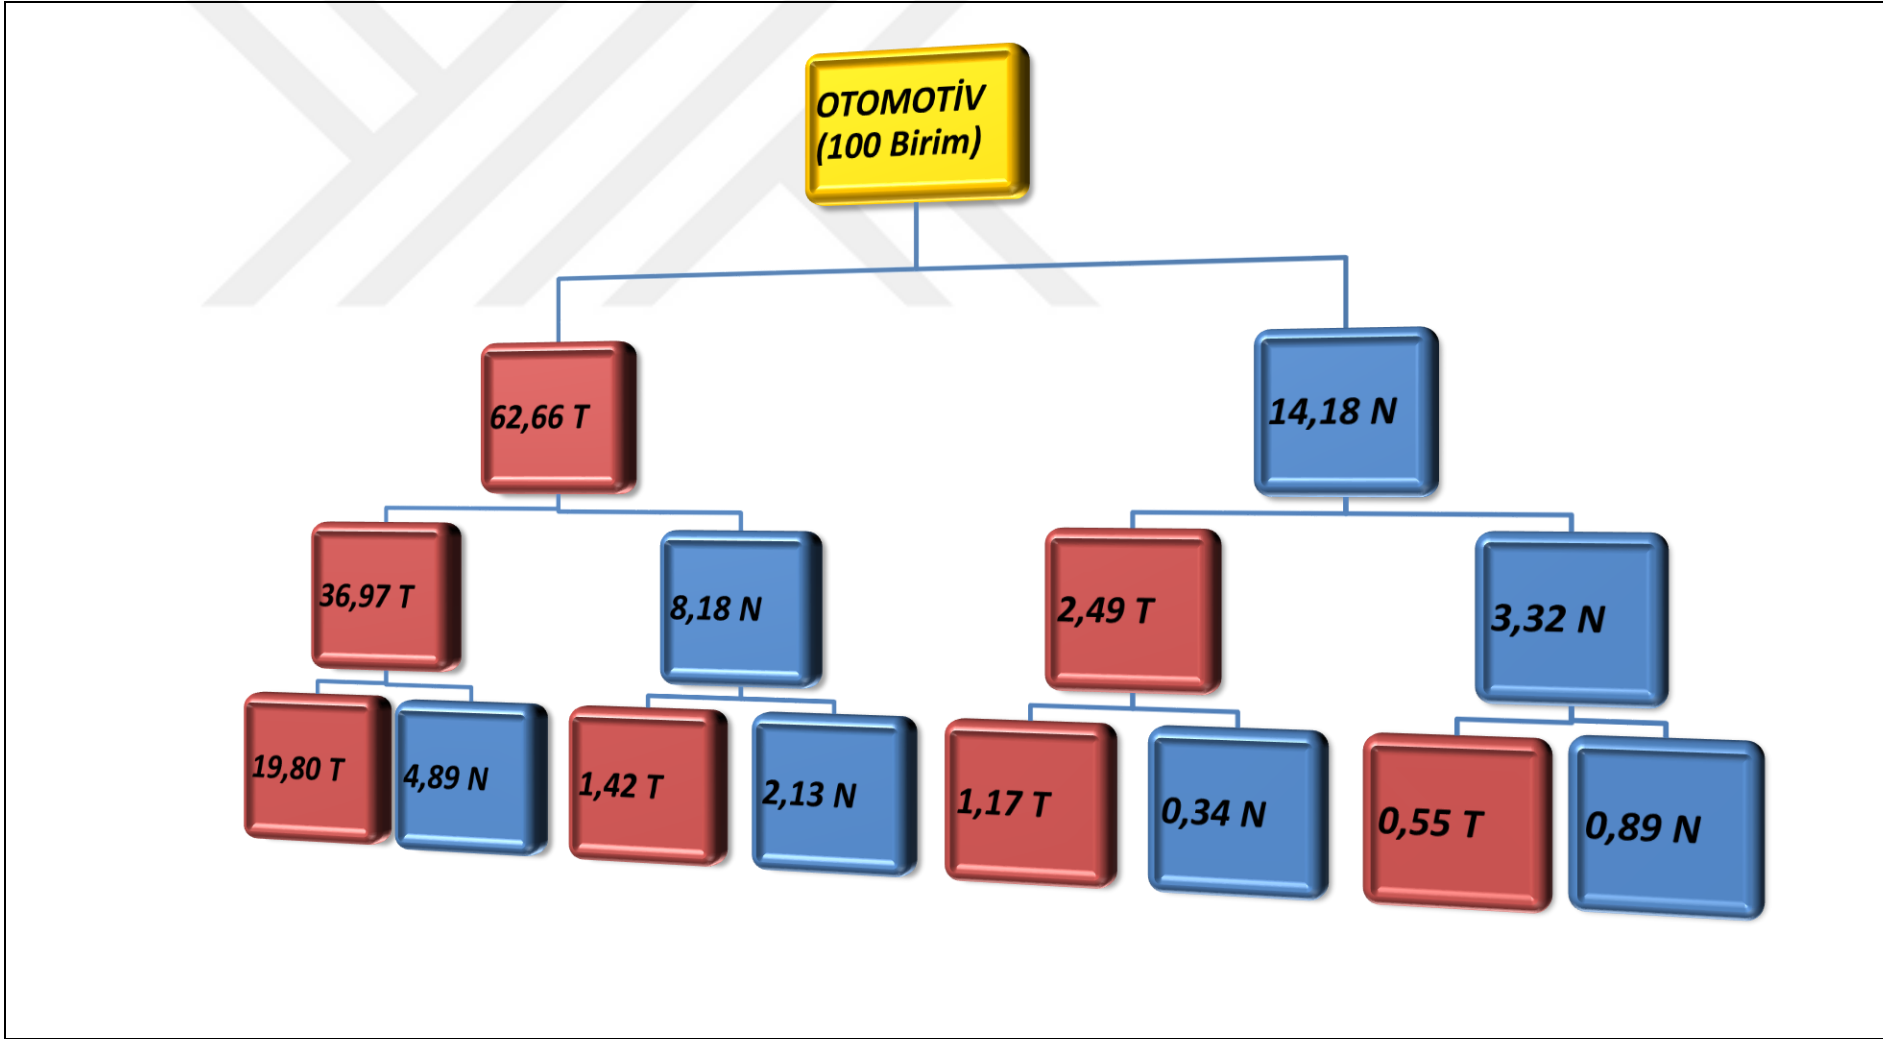 OTOMOTİV
(100 Birim)
62,66 T
14,18 N
36,97 T
8,18 N
2,49 T
3,32 N
19,80 T
4,89 N
1,42 T
2,13 N
1,17 T
0,34 N
0,55 T
0,89 N